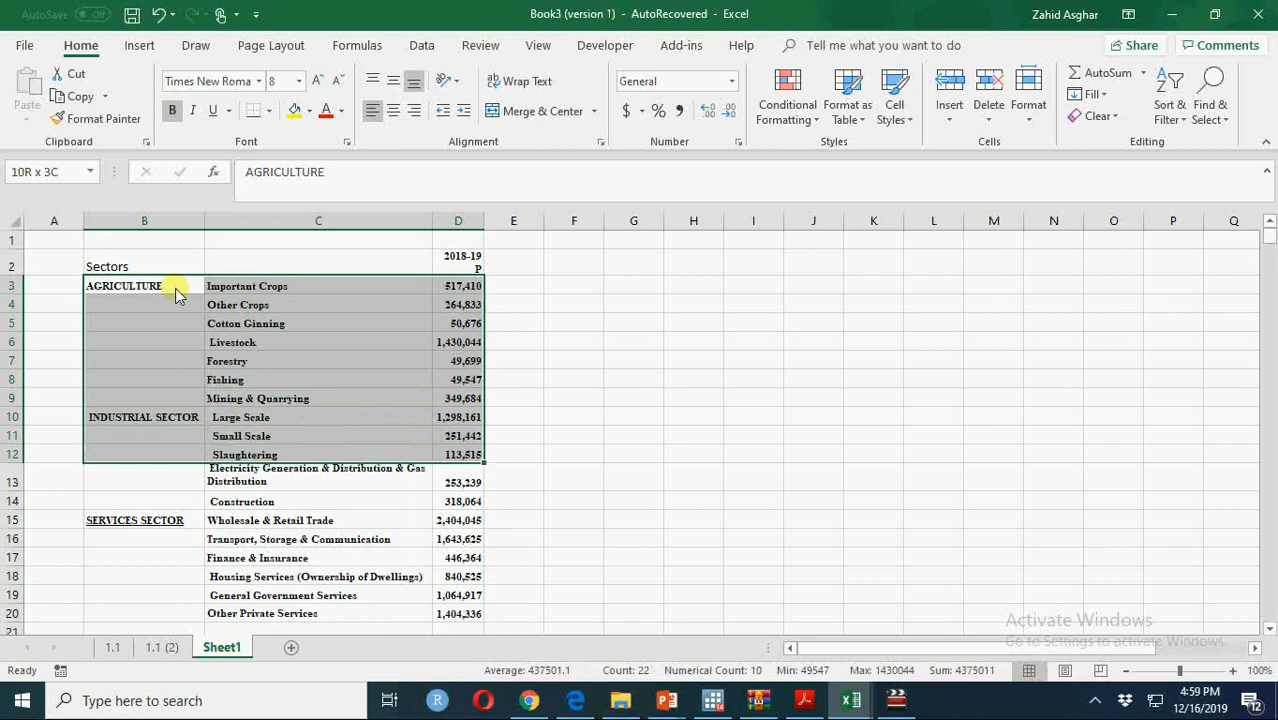 AutoSave Off
Book3 (version 1) - AutoRecovered - Excel
Zahid Asghar
File Home Insert Draw Page Layout Formulas Data Review View Developer Add-ins Help Tell me what you want to do Share Comments
Paste
Cut
Copy
Format Painter
Clipboard
Times New Roma 8
B I U
Font
Wrap Text
Merge & Center
Alignment
General
$ %
Number
Conditional Formatting
Format as Table
Cell Styles
Styles
Insert Delete Format
Cells
AutoSum
Fill
Clear
Sort & Filter
Find & Select
Editing
10R x 3C fx AGRICULTURE
A B C D E F G H I J K L M N O P Q
1
2 Sectors 2018-19 P
3 AGRICULTURE Important Crops 517,410
4 Other Crops 264,833
5 Cotton Ginning 50,676
6 Livestock 1,430,044
7 Forestry 49,699
8 Fishing 49,547
9 Mining & Quarrying 349,684
10 INDUSTRIAL SECTOR Large Scale 1,298,161
11 Small Scale 251,442
12 Slaughtering 113,515
13 Electricity Generation & Distribution & Gas Distribution 253,239
14 Construction 318,064
15 SERVICES SECTOR Wholesale & Retail Trade 2,404,045
16 Transport, Storage & Communication 1,643,625
17 Finance & Insurance 446,364
18 Housing Services (Ownership of Dwellings) 840,525
19 General Government Services 1,064,917
20 Other Private Services 1,404,336
21
Activate Windows
Go to Settings to activate Windows.
1.1 1.1 (2) Sheet1
Ready Average: 437501.1 Count: 22 Numerical Count: 10 Min: 49547 Max: 1430044 Sum: 4375011 100%
Type here to search
4:59 PM
12/16/2019